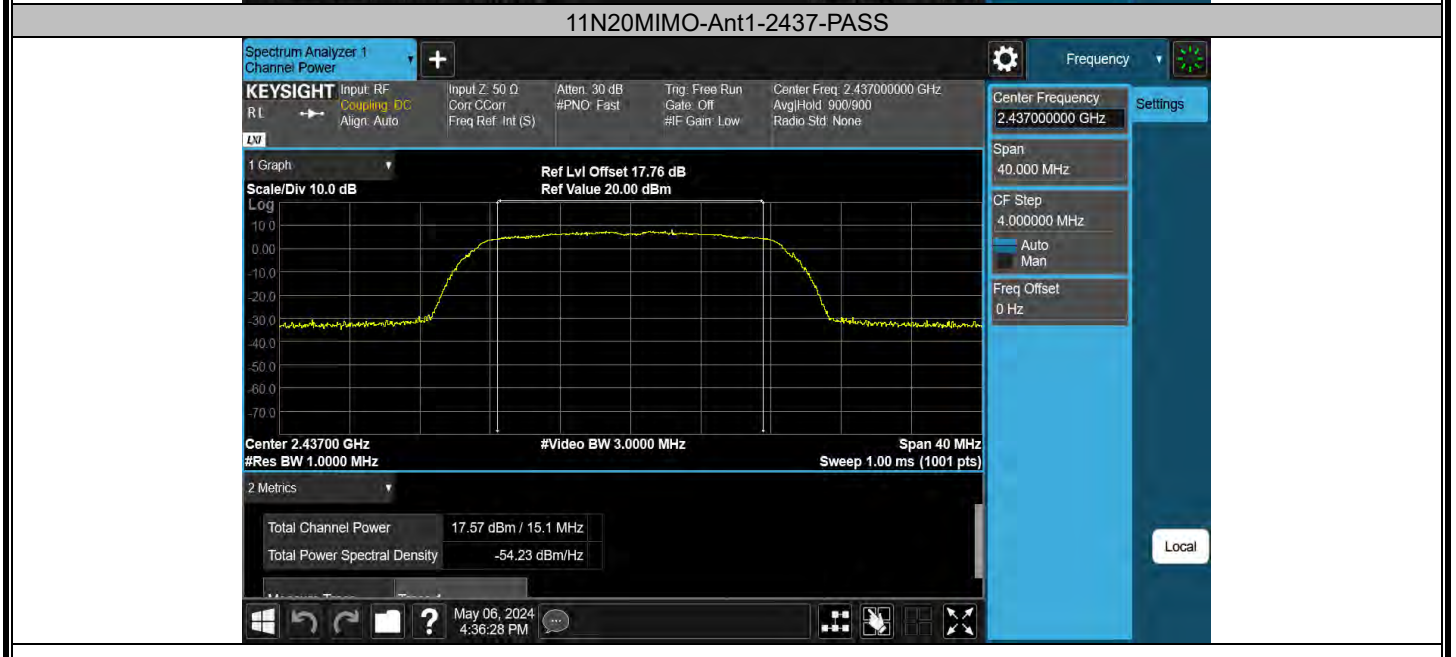 11N20MIMO-Ant1-2437-PASS
Spectrum Analyzer 1
Channel Power
+
Frequency
KEYSIGHT
RL
LXI
Input: RF
Coupling: DC
Align: Auto
Input Z: 50 Ω
Corr CCorr
Freq Ref: Int (S)
Atten: 30 dB
#PNO: Fast
Trig: Free Run
Gate: Off
#IF Gain: Low
Center Freq: 2.437000000 GHz
Avg|Hold: 900/900
Radio Std: None
Center Frequency
2.437000000 GHz
Settings
Span
40.000 MHz
CF Step
4.000000 MHz
Auto
Man
Freq Offset
0 Hz
1 Graph
Scale/Div 10.0 dB
Ref Lvl Offset 17.76 dB
Ref Value 20.00 dBm
Log
10.0
0.00
-10.0
-20.0
-30.0
-40.0
-50.0
-60.0
-70.0
Center 2.43700 GHz
#Video BW 3.0000 MHz
Span 40 MHz
#Res BW 1.0000 MHz
Sweep 1.00 ms (1001 pts)
2 Metrics
Total Channel Power 17.57 dBm / 15.1 MHz
Total Power Spectral Density -54.23 dBm/Hz
Local
?
May 06, 2024
4:36:28 PM